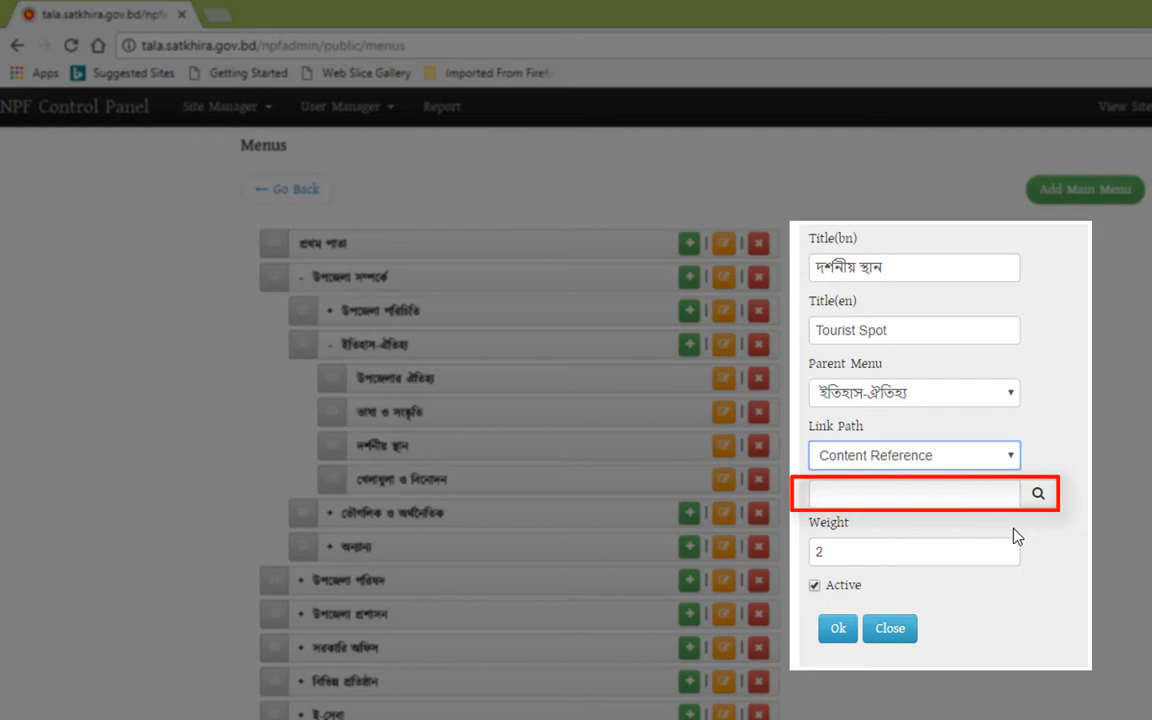 tala.satkhira.gov.bd/npf
tala.satkhira.gov.bd/npfadmin/public/menus
Apps Suggested Sites Getting Started Web Slice Gallery Imported From Firef
NPF Control Panel Site Manager User Manager Report View Site
Menus
← Go Back Add Main Menu
প্রথম পাতা
- উপজেলা সম্পর্কে
+ উপজেলা পরিচিতি
- ইতিহাস-ঐতিহ্য
উপজেলার ঐতিহ্য
ভাষা ও সংস্কৃতি
দর্শনীয় স্থান
খেলাধুলা ও বিনোদন
+ ভৌগলিক ও অর্থনৈতিক
+ অন্যান্য
+ উপজেলা পরিষদ
+ উপজেলা প্রশাসন
+ সরকারি অফিস
+ বিভিন্ন প্রতিষ্ঠান
+ ই-সেবা
Title(bn)
দর্শনীয় স্থান
Title(en)
Tourist Spot
Parent Menu
ইতিহাস-ঐতিহ্য
Link Path
Content Reference
Weight
2
Active
Ok Close